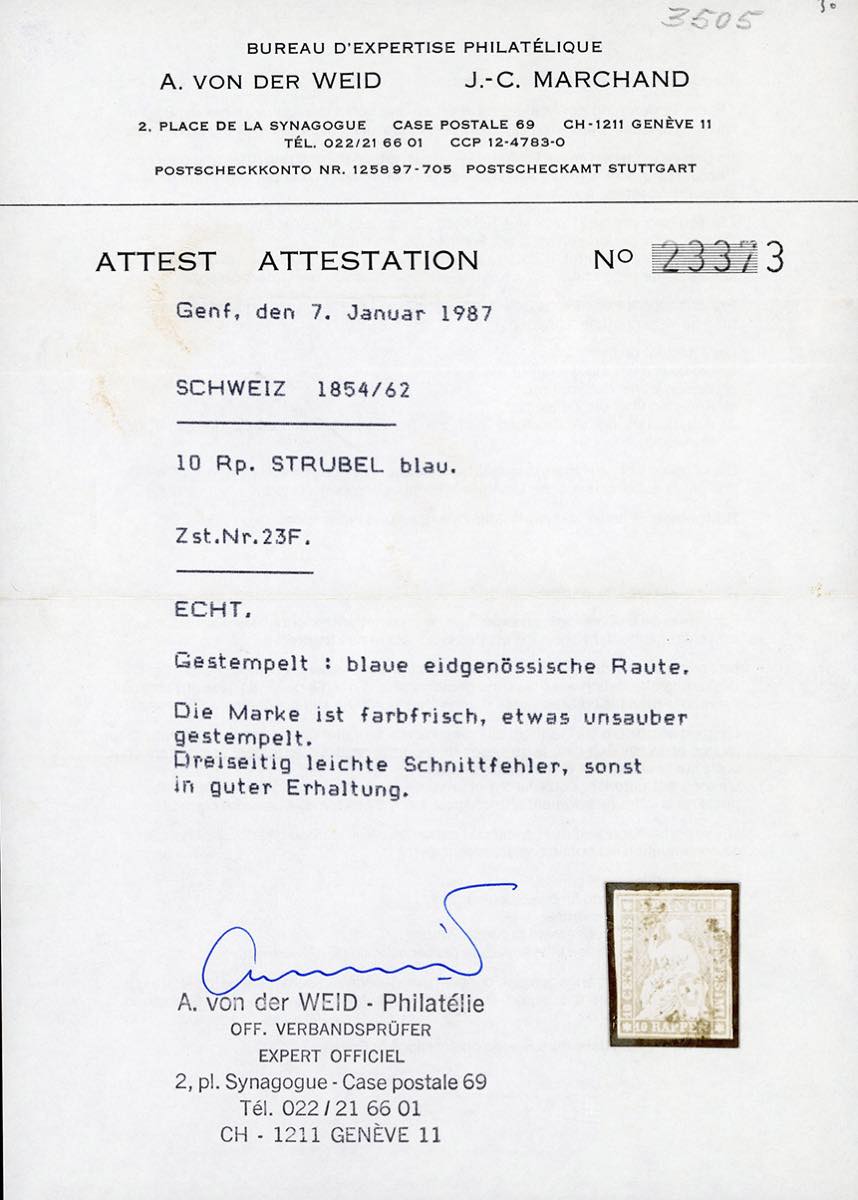 3505
BUREAU D'EXPERTISE PHILATÉLIQUE
A. VON DER WEID J.-C. MARCHAND
2, PLACE DE LA SYNAGOGUE CASE POSTALE 69 CH-1211 GENÈVE 11
TÉL. 022/21 66 01 CCP 12-4783-0
POSTSCHECKKONTO NR. 125897-705 POSTSCHECKAMT STUTTGART
ATTEST ATTESTATION No 23373
Genf, den 7. Januar 1987
SCHWEIZ 1854/62
10 Rp. STRUBEL blau.
Zst.Nr.23F.
ECHT.
Gestempelt : blaue eidgenössische Raute.
Die Marke ist farbfrisch, etwas unsauber
gestempelt.
Dreiseitig leichte Schnittfehler, sonst
in guter Erhaltung.
A. von der WEID - Philatélie
OFF. VERBANDSPRÜFER
EXPERT OFFICIEL
2, pl. Synagogue - Case postale 69
Tél. 022/21 66 01
CH - 1211 GENÈVE 11
FRANCO
10 RAPPEN